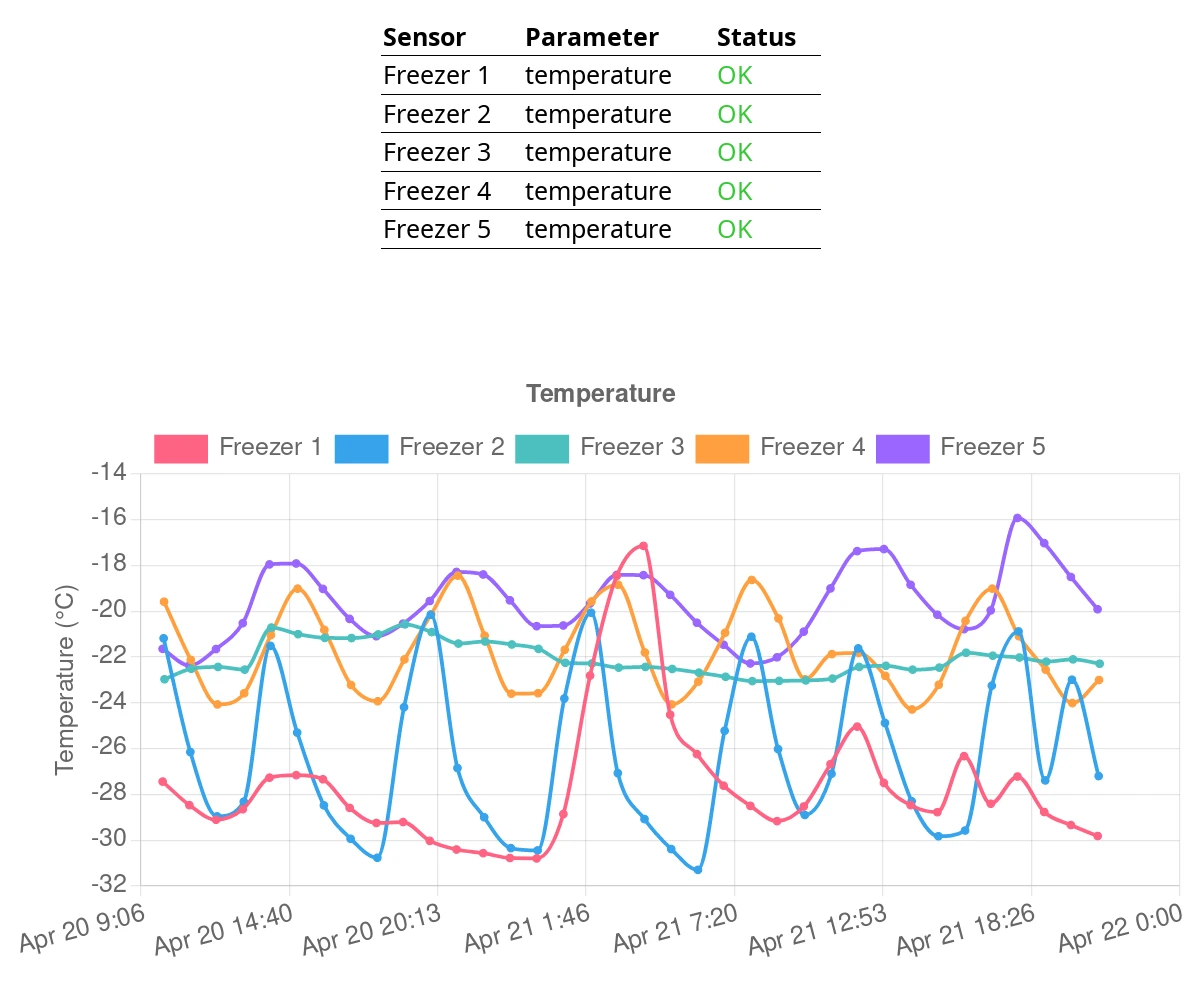 Sensor Parameter Status
Freezer 1 temperature OK
Freezer 2 temperature OK
Freezer 3 temperature OK
Freezer 4 temperature OK
Freezer 5 temperature OK
Temperature
Freezer 1 Freezer 2 Freezer 3 Freezer 4 Freezer 5
-14
-16
-18
-20
-22
-24
-26
-28
-30
-32
Temperature (°C)
Apr 20 9:06 Apr 20 14:40 Apr 20 20:13 Apr 21 1:46 Apr 21 7:20 Apr 21 12:53 Apr 21 18:26 Apr 22 0:00